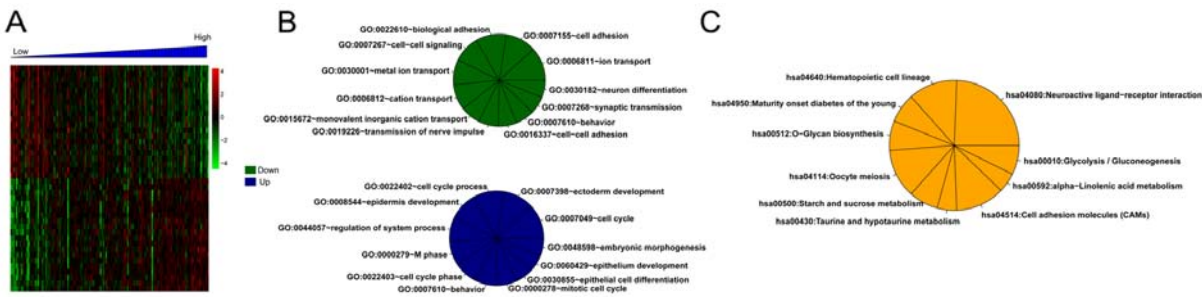 A
Low
High
4
2
0
−2
−4
B
GO:0022610~biological adhesion
GO:0007155~cell adhesion
GO:0007267~cell−cell signaling
GO:0006811~ion transport
GO:0030001~metal ion transport
GO:0030182~neuron differentiation
GO:0006812~cation transport
GO:0007268~synaptic transmission
GO:0015672~monovalent inorganic cation transport
GO:0007610~behavior
GO:0019226~transmission of nerve impulse
GO:0016337~cell−cell adhesion
Down
Up
GO:0022402~cell cycle process
GO:0007398~ectoderm development
GO:0008544~epidermis development
GO:0007049~cell cycle
GO:0044057~regulation of system process
GO:0048598~embryonic morphogenesis
GO:0000279~M phase
GO:0060429~epithelium development
GO:0022403~cell cycle phase
GO:0030855~epithelial cell differentiation
GO:0007610~behavior
GO:0000278~mitotic cell cycle
C
hsa04640:Hematopoietic cell lineage
hsa04080:Neuroactive ligand−receptor interaction
hsa04950:Maturity onset diabetes of the young
hsa00512:O−Glycan biosynthesis
hsa00010:Glycolysis / Gluconeogenesis
hsa04114:Oocyte meiosis
hsa00592:alpha−Linolenic acid metabolism
hsa00500:Starch and sucrose metabolism
hsa04514:Cell adhesion molecules (CAMs)
hsa00430:Taurine and hypotaurine metabolism